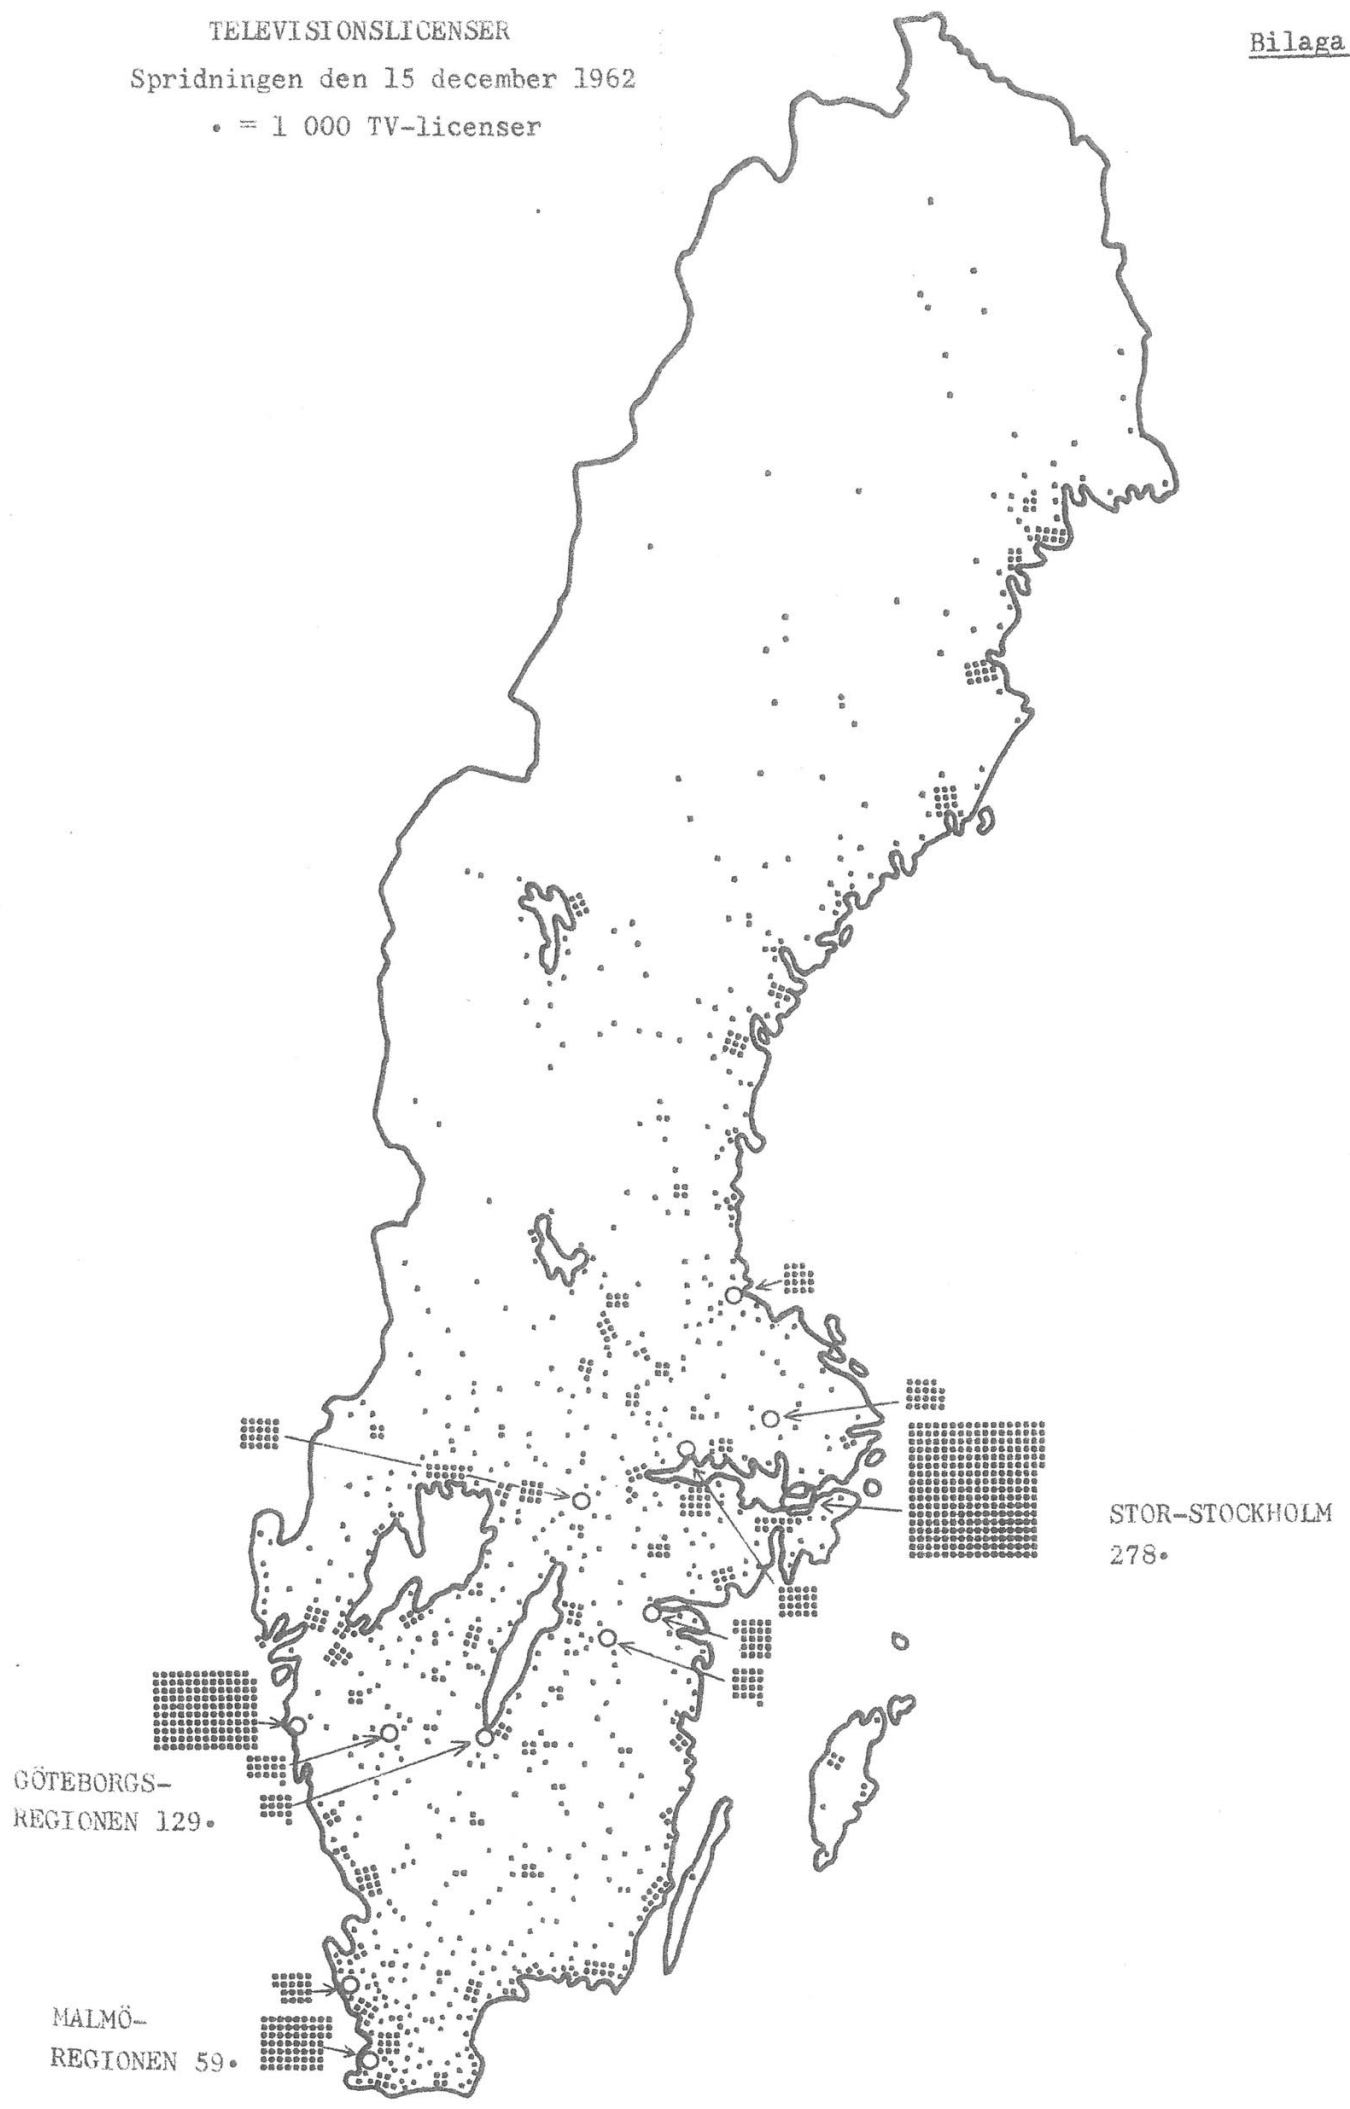 TELEVISIONSLICENSER
Spridningen den 15 december 1962
• = 1 000 TV-licenser
Bilaga
STOR-STOCKHOLM
278•
GÖTEBORGS-
REGIONEN 129•
MALMÖ-
REGIONEN 59•